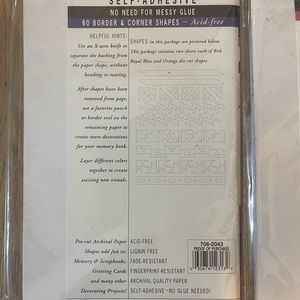 SELF-ADHESIVE
NO NEED FOR MESSY GLUE
60 BORDER & CORNER SHAPES ~ Acid-free
HELPFUL HINTS:
Use an X-acto knife to
separate the backing from
the paper shape, without
bending or tearing.
After shapes have been
removed from page,
use a favorite punch
or border tool on the
remaining paper to
create more decorations
for your memory book.
Layer different colors
together to create
exciting new visuals.
SHAPES in this package are pictured below.
This package contains two sheets each of Red,
Royal Blue and Orange die cut shapes.
Pre-cut Archival Paper
Shapes add fun to:
Memory & Scrapbooks,
Greeting Cards
and many other
Decorating Projects!
ACID-FREE
LIGNIN FREE
FADE-RESISTANT
FINGERPRINT-RESISTANT
ARCHIVAL QUALITY PAPER
SELF-ADHESIVE~NO GLUE NEEDED!
706-2043
PROOF OF PURCHASE